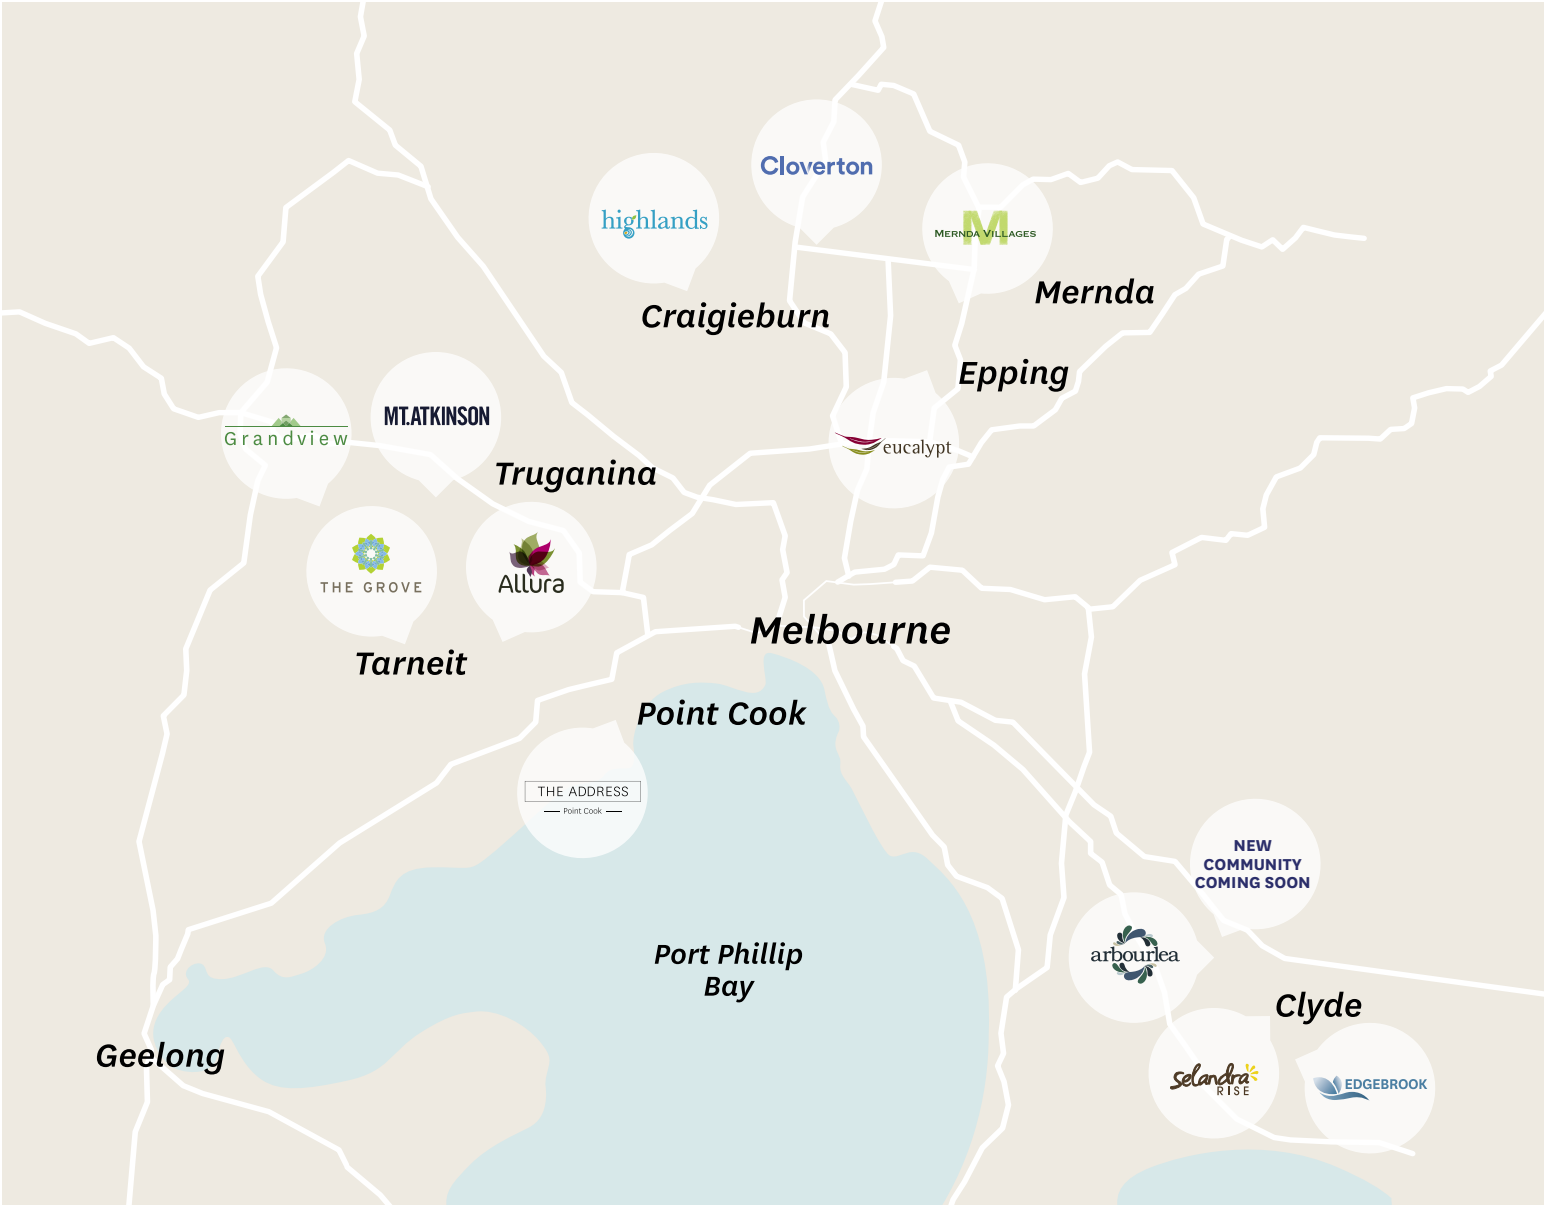 Cloverton
highlands
M
MERNDA VILLAGES
Mernda
Craigieburn
Epping
Grandview
MT.ATKINSON
eucalypt
Truganina
THE GROVE
Allura
Melbourne
Tarneit
Point Cook
THE ADDRESS
Point Cook
NEW
COMMUNITY
COMING SOON
arbourlea
Port Phillip
Bay
Clyde
Geelong
Selandra
RISE
EDGEBROOK